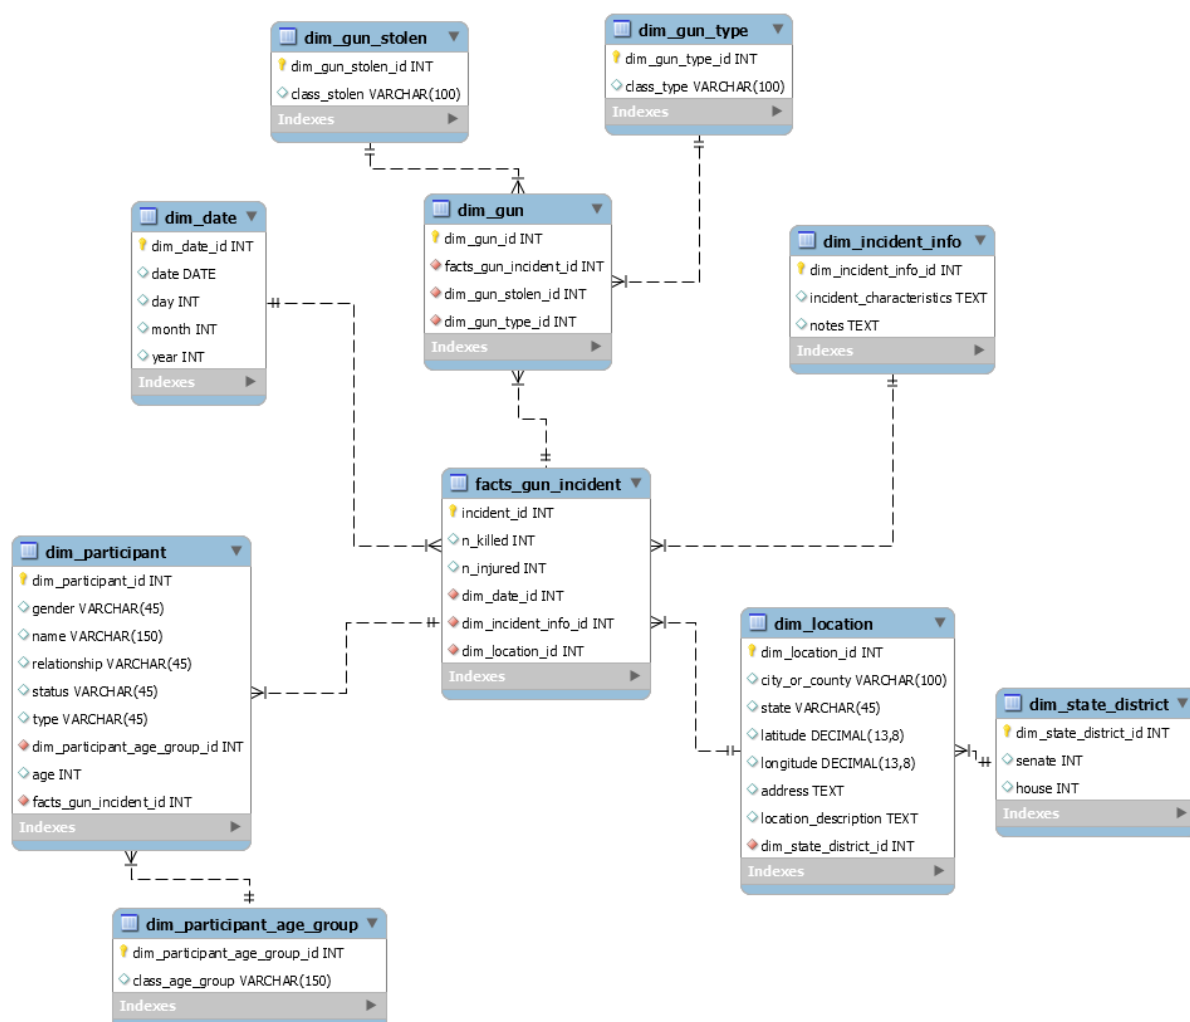 dim_gun_stolen
dim_gun_stolen_id INT
class_stolen VARCHAR(100)
Indexes
dim_gun_type
dim_gun_type_id INT
class_type VARCHAR(100)
Indexes
dim_date
dim_date_id INT
date DATE
day INT
month INT
year INT
Indexes
dim_gun
dim_gun_id INT
facts_gun_incident_id INT
dim_gun_stolen_id INT
dim_gun_type_id INT
Indexes
dim_incident_info
dim_incident_info_id INT
incident_characteristics TEXT
notes TEXT
Indexes
facts_gun_incident
incident_id INT
n_killed INT
n_injured INT
dim_date_id INT
dim_incident_info_id INT
dim_location_id INT
Indexes
dim_participant
dim_participant_id INT
gender VARCHAR(45)
name VARCHAR(150)
relationship VARCHAR(45)
status VARCHAR(45)
type VARCHAR(45)
dim_participant_age_group_id INT
age INT
facts_gun_incident_id INT
Indexes
dim_location
dim_location_id INT
city_or_county VARCHAR(100)
state VARCHAR(45)
latitude DECIMAL(13,8)
longitude DECIMAL(13,8)
address TEXT
location_description TEXT
dim_state_district_id INT
Indexes
dim_state_district
dim_state_district_id INT
senate INT
house INT
Indexes
dim_participant_age_group
dim_participant_age_group_id INT
class_age_group VARCHAR(150)
Indexes